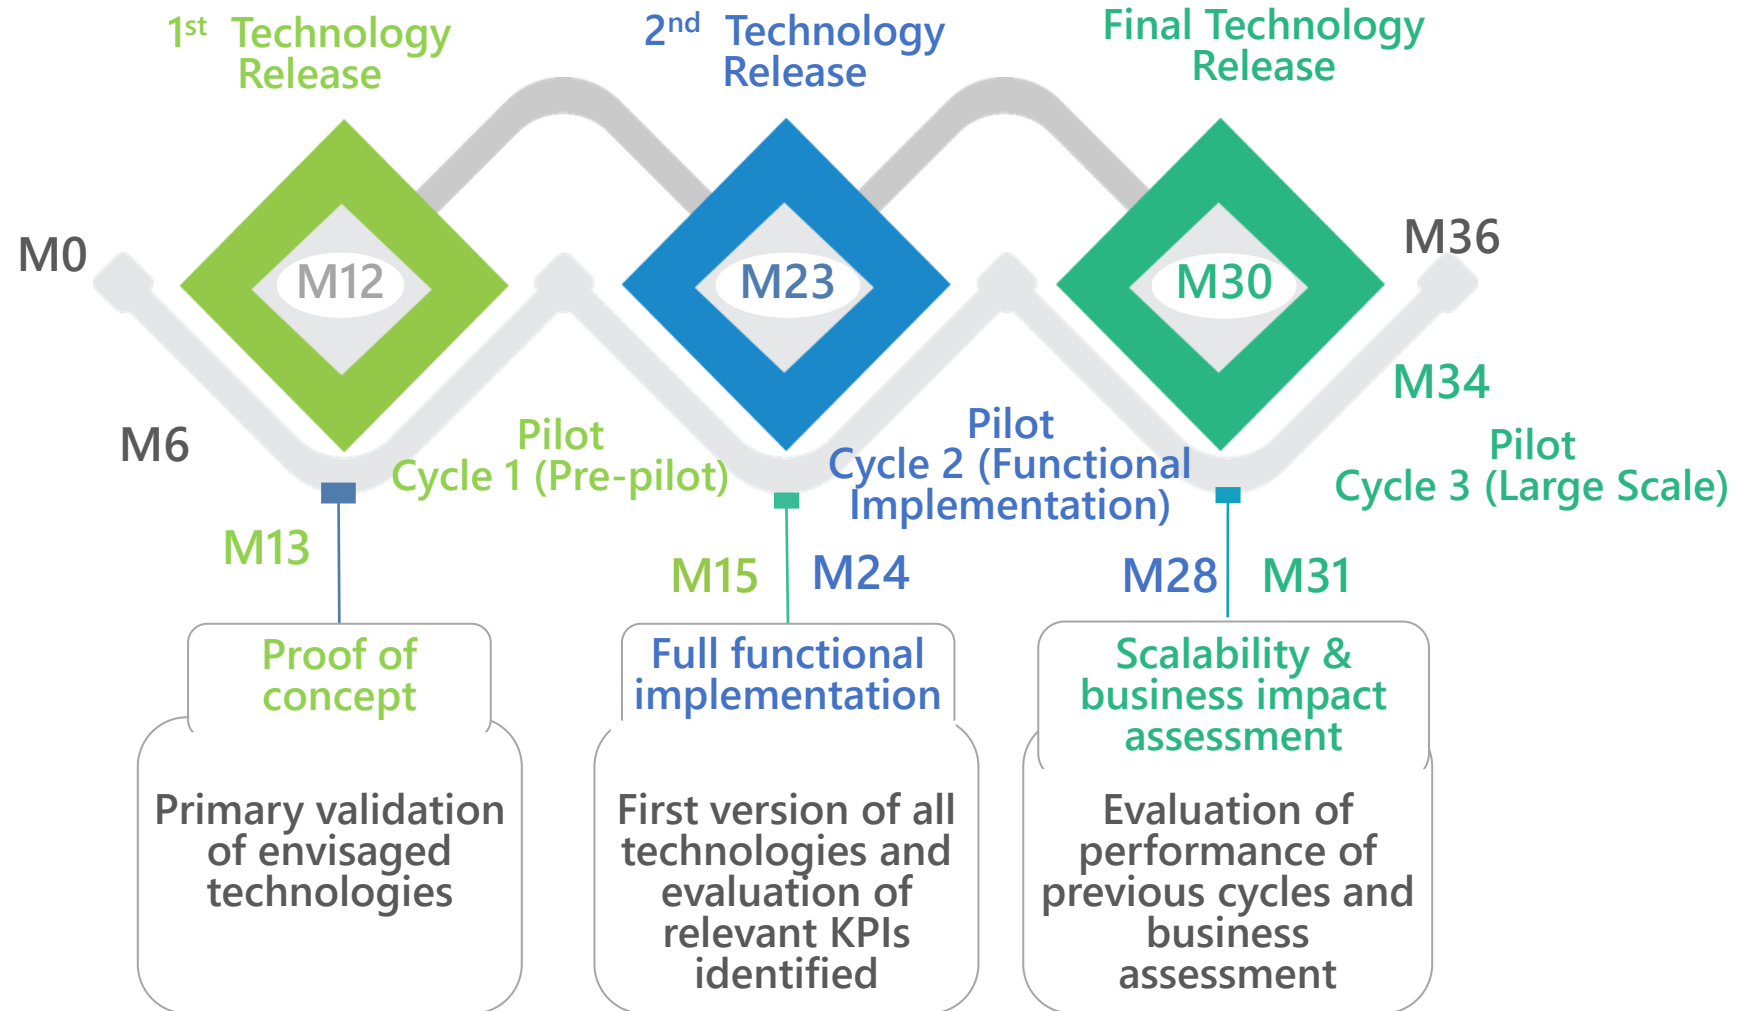 1st Technology
Release
2nd Technology
Release
Final Technology
Release
M0
M12
M23
M30
M36
M6
M34
Pilot
Cycle 1 (Pre-pilot)
Pilot
Cycle 2 (Functional
Implementation)
Pilot
Cycle 3 (Large Scale)
M13
M15
M24
M28
M31
Proof of
concept
Full functional
implementation
Scalability &
business impact
assessment
Primary validation
of envisaged
technologies
First version of all
technologies and
evaluation of
relevant KPIs
identified
Evaluation of
performance of
previous cycles and
business
assessment